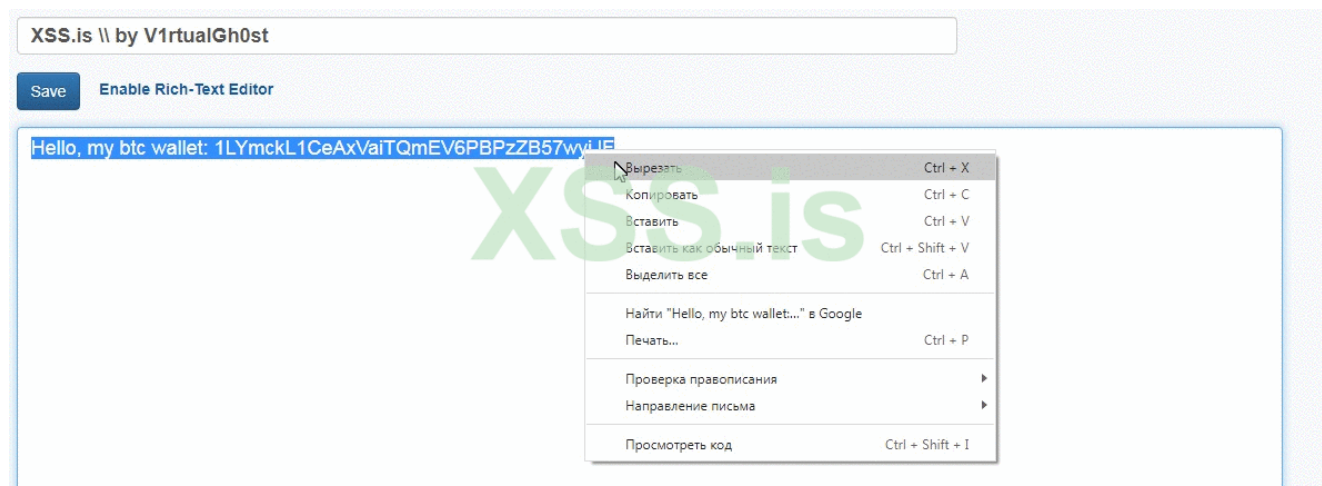 XSS.is \\ by V1rtualGh0st
Save
Enable Rich-Text Editor
Hello, my btc wallet:
Вырезать Ctrl + X
Копировать Ctrl + C
Вставить Ctrl + V
Вставить как обычный текст Ctrl + Shift + V
Выделить все Ctrl + A
Найти "Hello, my btc wallet:..." в Google
Печать... Ctrl + P
Проверка правописания
Направление письма
Просмотреть код Ctrl + Shift + I
XSS.is